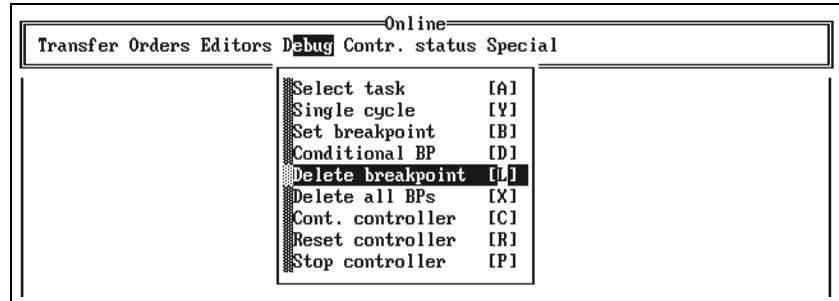 Online
Transfer Orders Editors Debug Contr. status Special
Select task [A]
Single cycle [Y]
Set breakpoint [B]
Conditional BP [D]
Delete breakpoint [L]
Delete all BPs [X]
Cont. controller [C]
Reset controller [R]
Stop controller [P]